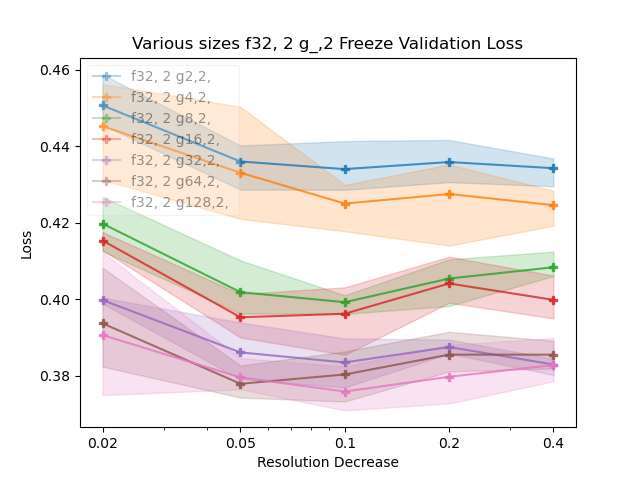 Various sizes f32, 2 g_,2 Freeze Validation Loss
0.46
0.44
0.42
0.40
0.38
Loss
f32, 2 g2,2,
f32, 2 g4,2,
f32, 2 g8,2,
f32, 2 g16,2,
f32, 2 g32,2,
f32, 2 g64,2,
f32, 2 g128,2,
0.02 0.05 0.1 0.2 0.4
Resolution Decrease